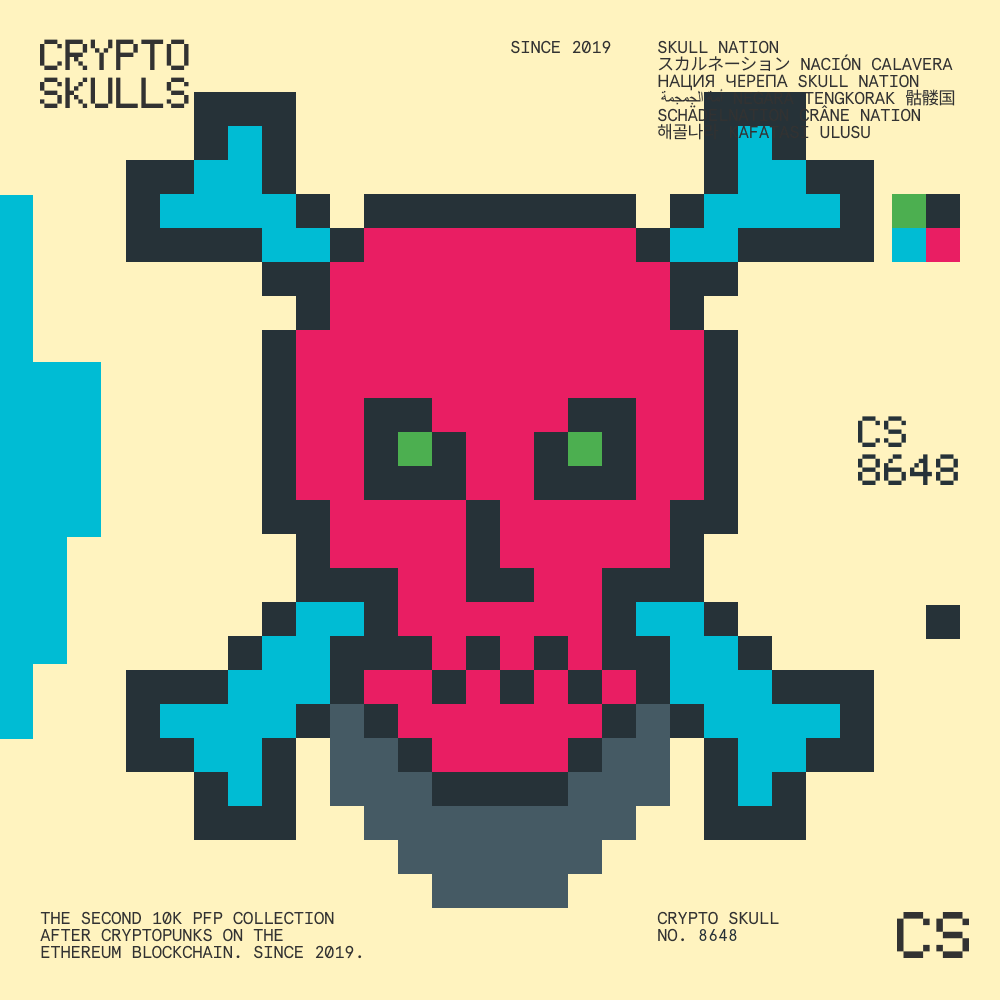 CRYPTO
SKULLS
SINCE 2019
SKULL NATION
スカルネーション NACIÓN CALAVERA
НАЦИЯ ЧЕРЕПА SKULL NATION
الجمجمة TENGKORAK 骷髅国
CRÂNE NATION
해골나 ULUSU
CS
8648
THE SECOND 10K PFP COLLECTION
AFTER CRYPTOPUNKS ON THE
ETHEREUM BLOCKCHAIN. SINCE 2019.
CRYPTO SKULL
NO. 8648
CS